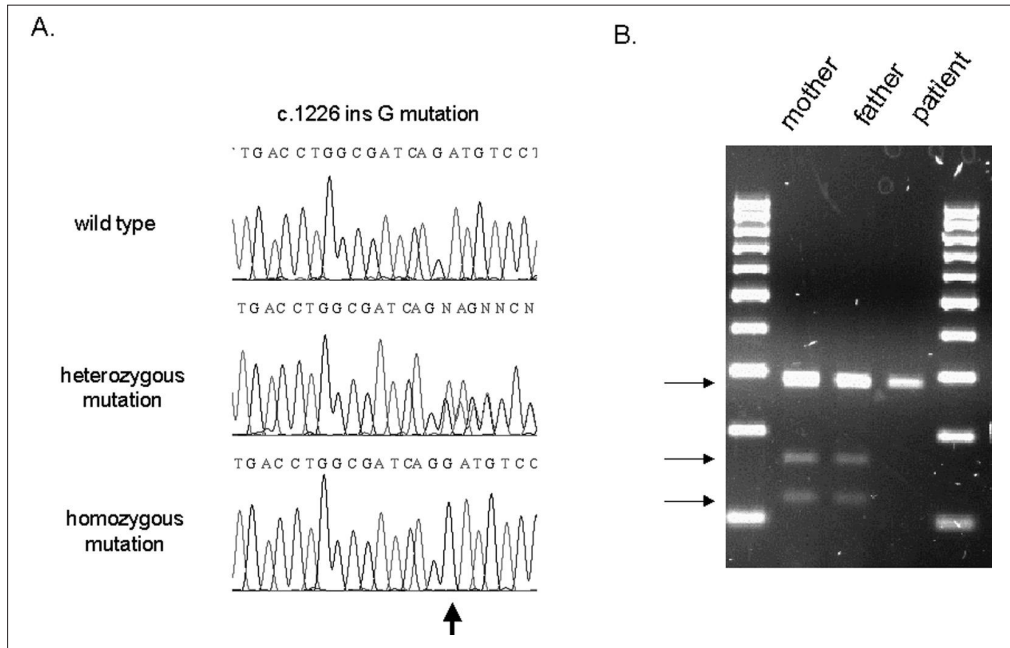 A.
c.1226 ins G mutation
TGACCTGGCGATCAGATGTCCT
wild type
TGACCTGGCGATCAGNAGNNCN
heterozygous
mutation
TGACCTGGCGATCAGGATGTCC
homozygous
mutation
B.
mother
father
patient